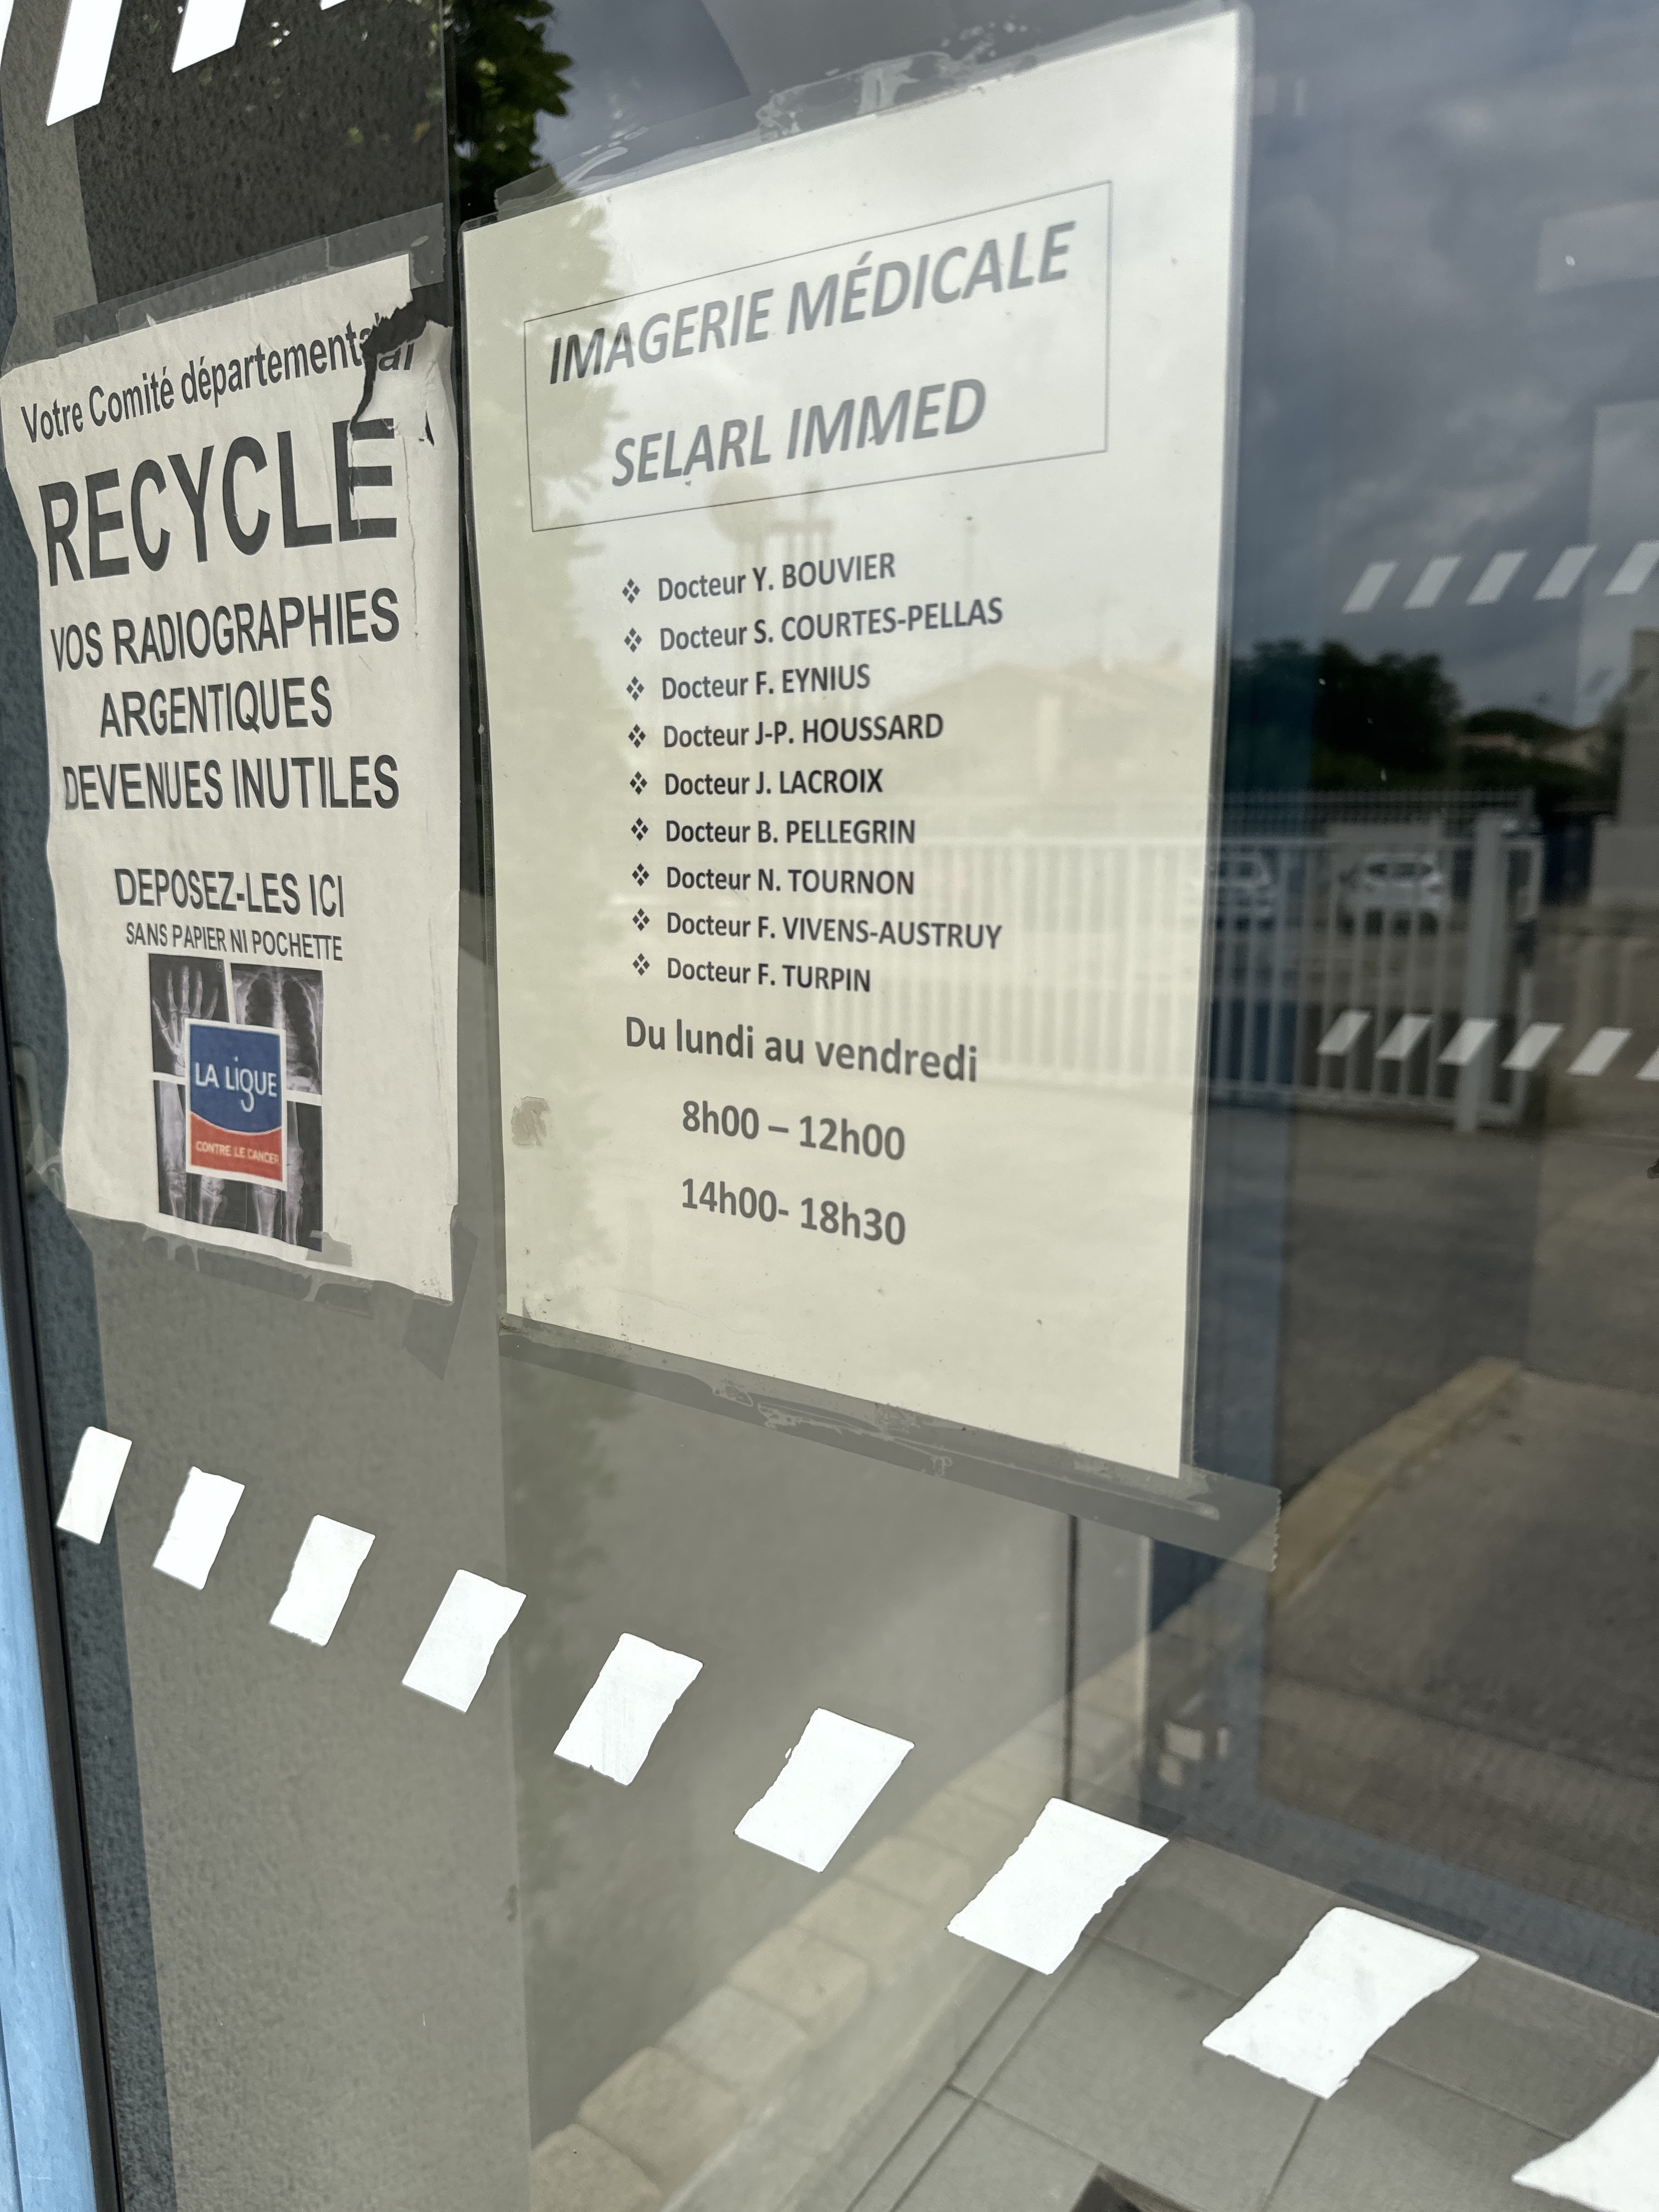 Votre Comité départemental
RECYCLE
VOS RADIOGRAPHIES
ARGENTIQUES
DEVENUES INUTILES
DEPOSEZ-LES ICI
SANS PAPIER NI POCHETTE
LA LiGUE
CONTRE LE CANCER
IMAGERIE MÉDICALE
SELARL IMMED
❖ Docteur Y. BOUVIER
❖ Docteur S. COURTES-PELLAS
❖ Docteur F. EYNIUS
❖ Docteur J-P. HOUSSARD
❖ Docteur J. LACROIX
❖ Docteur B. PELLEGRIN
❖ Docteur N. TOURNON
❖ Docteur F. VIVENS-AUSTRUY
❖ Docteur F. TURPIN
Du lundi au vendredi
8h00 – 12h00
14h00- 18h30